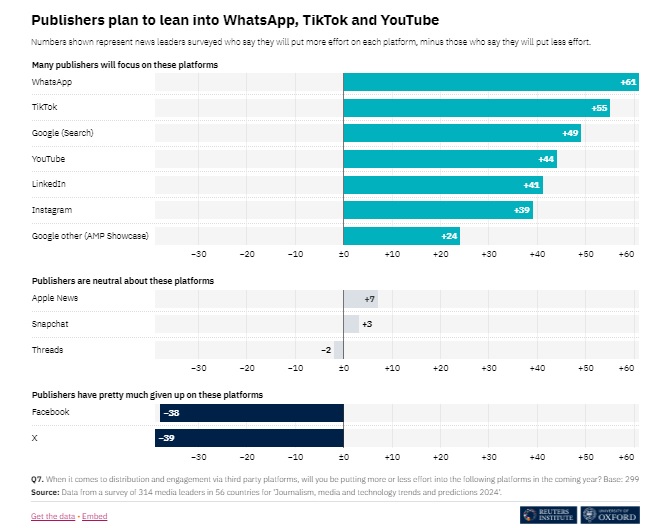 Publishers plan to lean into WhatsApp, TikTok and YouTube
Numbers shown represent news leaders surveyed who say they will put more effort on each platform, minus those who say they will put less effort.
Many publishers will focus on these platforms
WhatsApp +61
TikTok +55
Google (Search) +49
YouTube +44
LinkedIn +41
Instagram +39
Google other (AMP Showcase) +24
−30 −20 −10 ±0 +10 +20 +30 +40 +50 +60
Publishers are neutral about these platforms
Apple News +7
Snapchat +3
Threads −2
−30 −20 −10 ±0 +10 +20 +30 +40 +50 +60
Publishers have pretty much given up on these platforms
Facebook −38
X −39
−30 −20 −10 ±0 +10 +20 +30 +40 +50 +60
Q7. When it comes to distribution and engagement via third party platforms, will you be putting more or less effort into the following platforms in the coming year? Base: 299
Source: Data from a survey of 314 media leaders in 56 countries for 'Journalism, media and technology trends and predictions 2024'.
Get the data • Embed
REUTERS INSTITUTE
UNIVERSITY OF OXFORD